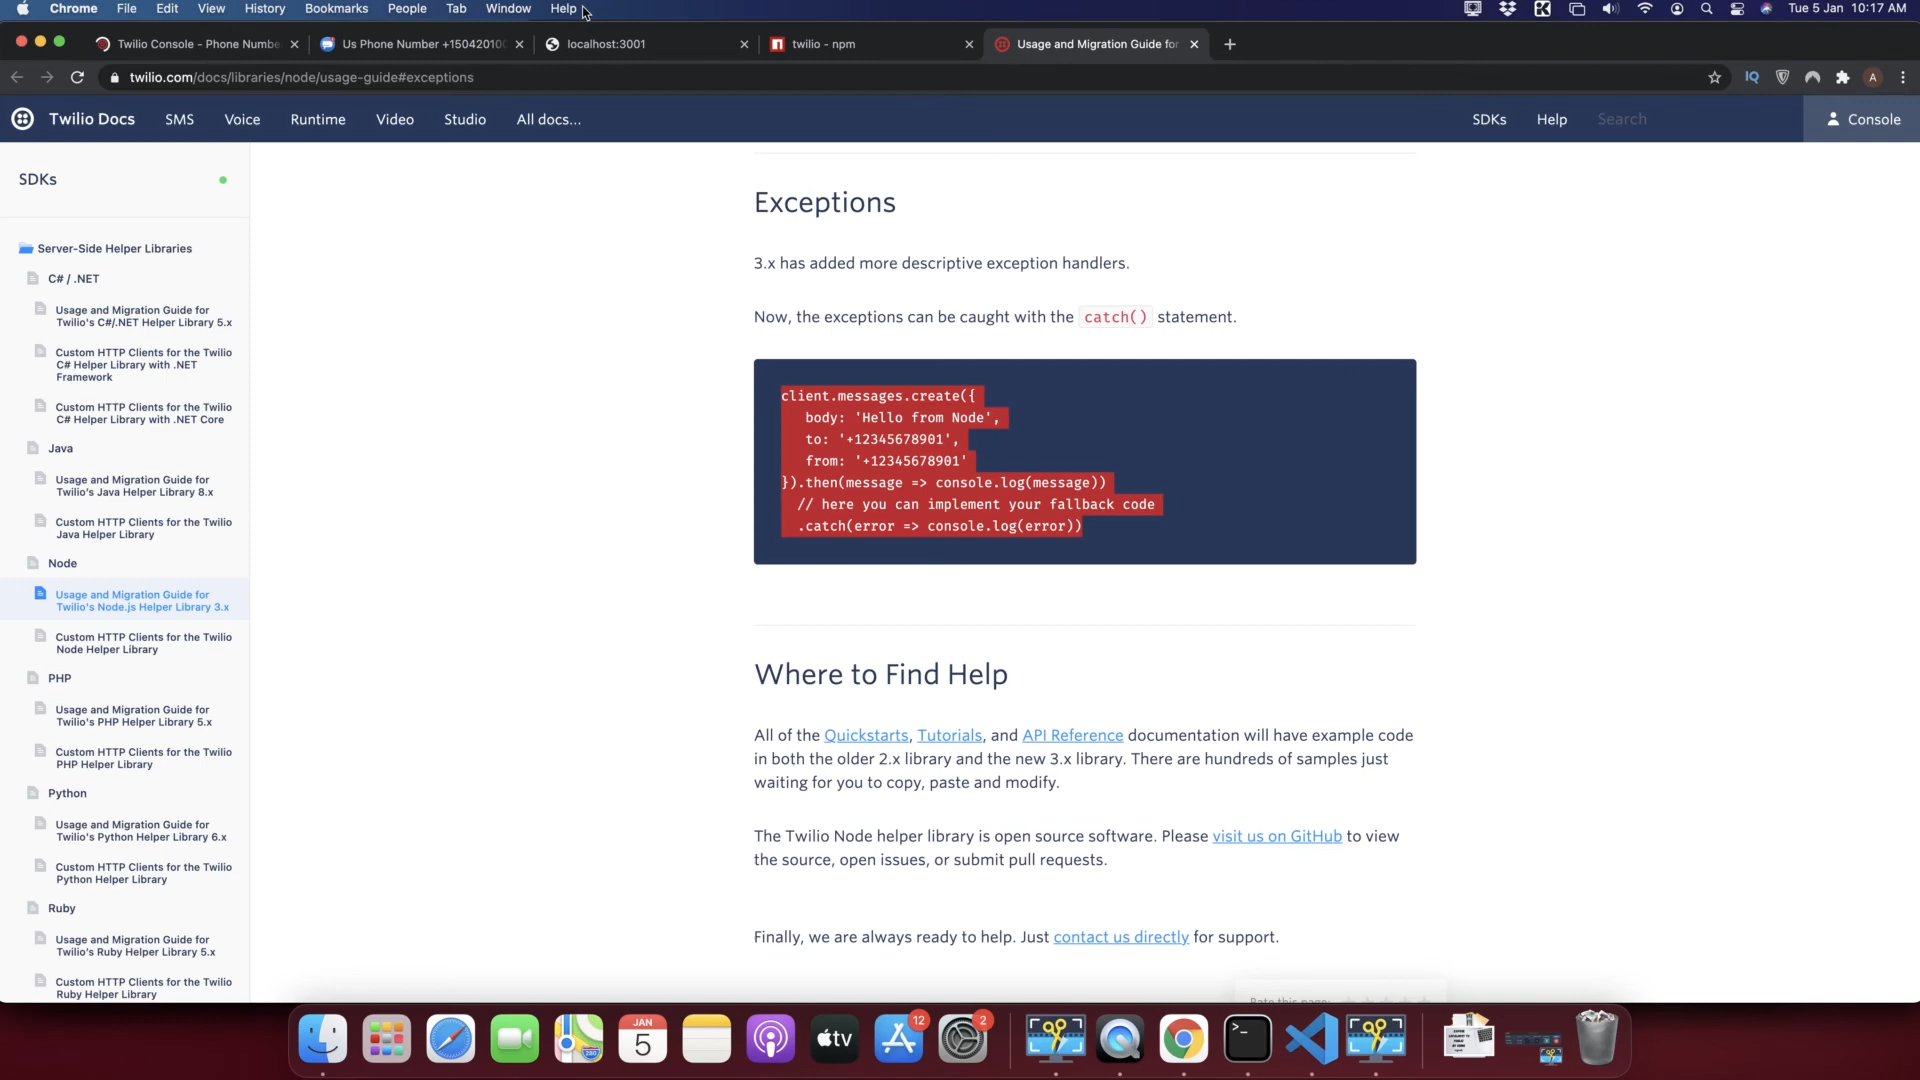 Chrome File Edit View History Bookmarks People Tab Window Help Tue 5 Jan 10:17 AM
Twilio Console - Phone Numbe Us Phone Number +150420100 localhost:3001 twilio - npm Usage and Migration Guide for
twilio.com/docs/libraries/node/usage-guide#exceptions IQ A
Twilio Docs SMS Voice Runtime Video Studio All docs... SDKs Help Search Console
SDKs
Server-Side Helper Libraries
C# / .NET
Usage and Migration Guide for
Twilio's C#/.NET Helper Library 5.x
Custom HTTP Clients for the Twilio
C# Helper Library with .NET
Framework
Custom HTTP Clients for the Twilio
C# Helper Library with .NET Core
Java
Usage and Migration Guide for
Twilio's Java Helper Library 8.x
Custom HTTP Clients for the Twilio
Java Helper Library
Node
Usage and Migration Guide for
Twilio's Node.js Helper Library 3.x
Custom HTTP Clients for the Twilio
Node Helper Library
PHP
Usage and Migration Guide for
Twilio's PHP Helper Library 5.x
Custom HTTP Clients for the Twilio
PHP Helper Library
Python
Usage and Migration Guide for
Twilio's Python Helper Library 6.x
Custom HTTP Clients for the Twilio
Python Helper Library
Ruby
Usage and Migration Guide for
Twilio's Ruby Helper Library 5.x
Custom HTTP Clients for the Twilio
Ruby Helper Library
Exceptions
3.x has added more descriptive exception handlers.
Now, the exceptions can be caught with the catch() statement.
client.messages.create({
body: 'Hello from Node',
to: '+12345678901',
from: '+12345678901'
}).then(message => console.log(message))
// here you can implement your fallback code
.catch(error => console.log(error))
Where to Find Help
All of the Quickstarts, Tutorials, and API Reference documentation will have example code
in both the older 2.x library and the new 3.x library. There are hundreds of samples just
waiting for you to copy, paste and modify.
The Twilio Node helper library is open source software. Please visit us on GitHub to view
the source, open issues, or submit pull requests.
Finally, we are always ready to help. Just contact us directly for support.
Rate this page:
JAN
5
280
tv
12
2